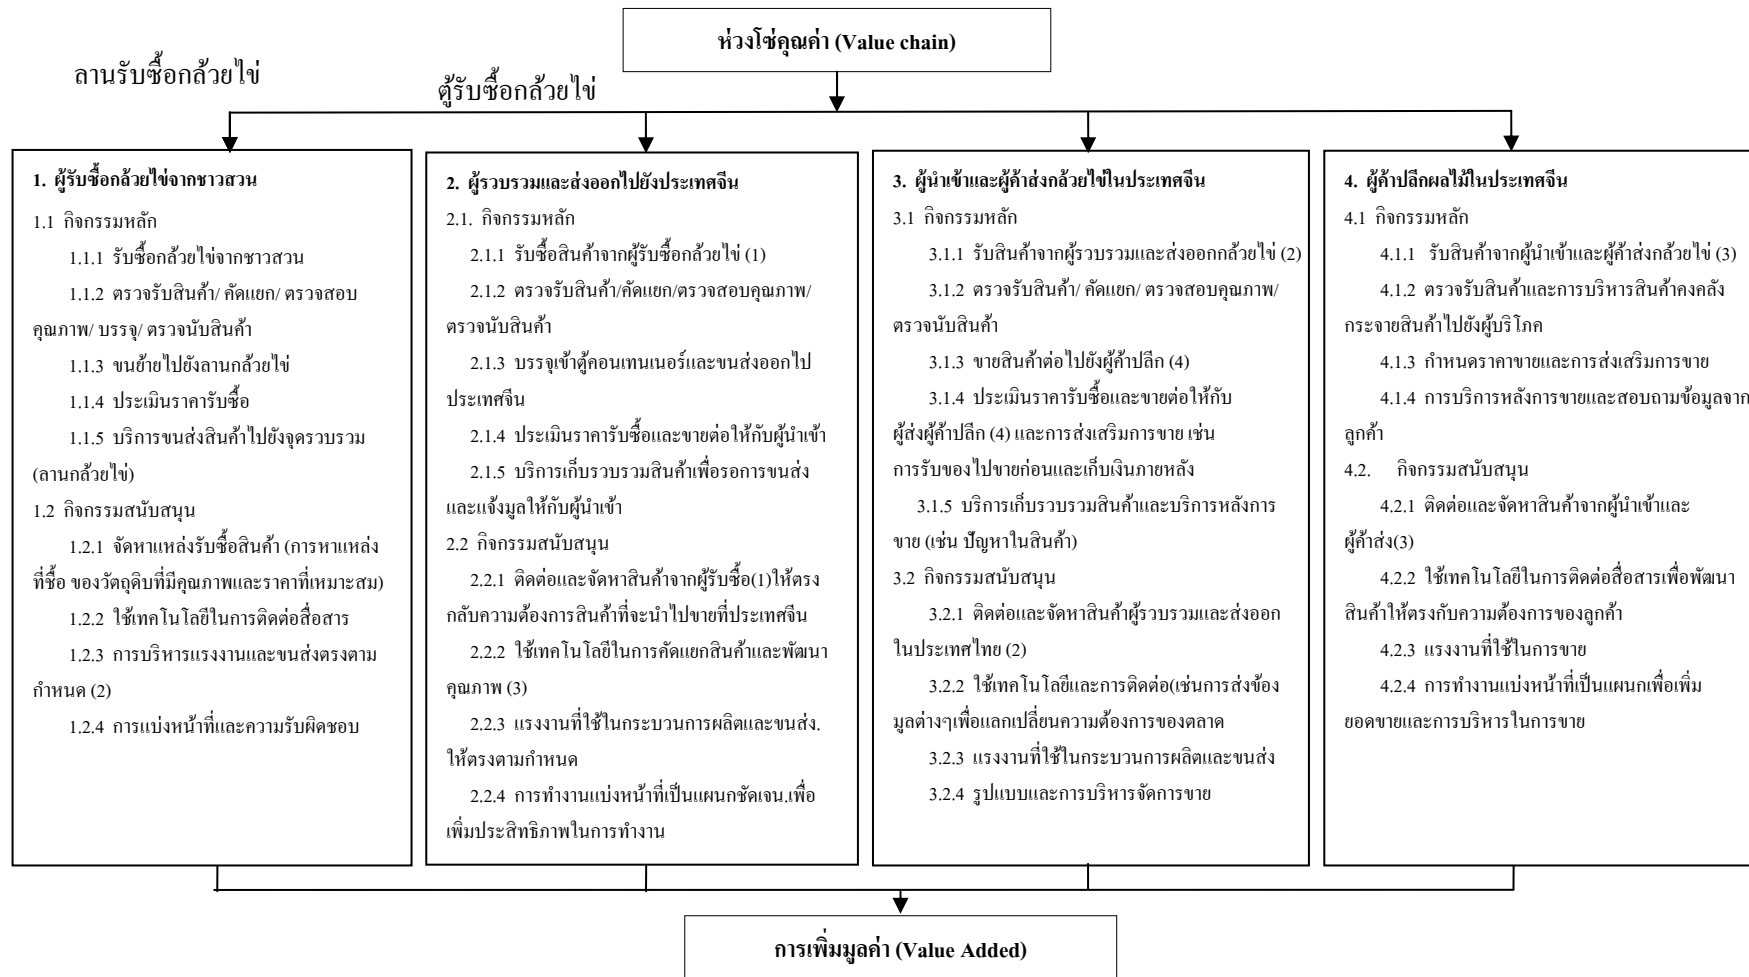 ห่วงโซ่คุณค่า (Value chain)
ลานรับซื้อกล้วยไข่
ตู้รับซื้อกล้วยไข่
1. ผู้รับซื้อกล้วยไข่จากชาวสวน
1.1 กิจกรรมหลัก
1.1.1 รับซื้อกล้วยไข่จากชาวสวน
1.1.2 ตรวจรับสินค้า/ คัดแยก/ ตรวจสอบ
คุณภาพ/ บรรจุ/ ตรวจนับสินค้า
1.1.3 ขนย้ายไปยังลานกล้วยไข่
1.1.4 ประเมินราคารับซื้อ
1.1.5 บริการขนส่งสินค้าไปยังจุดรวบรวม
(ลานกล้วยไข่)
1.2 กิจกรรมสนับสนุน
1.2.1 จัดหาแหล่งรับซื้อสินค้า (การหาแหล่ง
ที่ซื้อ ของวัตถุดิบที่มีคุณภาพและราคาที่เหมาะสม)
1.2.2 ใช้เทคโนโลยีในการติดต่อสื่อสาร
1.2.3 การบริหารแรงงานและขนส่งตรงตาม
กำหนด (2)
1.2.4 การแบ่งหน้าที่และความรับผิดชอบ
2. ผู้รวบรวมและส่งออกไปยังประเทศจีน
2.1. กิจกรรมหลัก
2.1.1 รับซื้อสินค้าจากผู้รับซื้อกล้วยไข่ (1)
2.1.2 ตรวจรับสินค้า/คัดแยก/ตรวจสอบคุณภาพ/
ตรวจนับสินค้า
2.1.3 บรรจุเข้าตู้คอนเทนเนอร์และขนส่งออกไป
ประเทศจีน
2.1.4 ประเมินราคารับซื้อและขายต่อให้กับผู้นำเข้า
2.1.5 บริการเก็บรวบรวมสินค้าเพื่อรอการขนส่ง
และแจ้งมูลให้กับผู้นำเข้า
2.2 กิจกรรมสนับสนุน
2.2.1 ติดต่อและจัดหาสินค้าจากผู้รับซื้อ(1)ให้ตรง
กลับความต้องการสินค้าที่จะนำไปขายที่ประเทศจีน
2.2.2 ใช้เทคโนโลยีในการคัดแยกสินค้าและพัฒนา
คุณภาพ (3)
2.2.3 แรงงานที่ใช้ในกระบวนการผลิตและขนส่ง.
ให้ตรงตามกำหนด
2.2.4 การทำงานแบ่งหน้าที่เป็นแผนกชัดเจน.เพื่อ
เพิ่มประสิทธิภาพในการทำงาน
3. ผู้นำเข้าและผู้ค้าส่งกล้วยไข่ในประเทศจีน
3.1 กิจกรรมหลัก
3.1.1 รับสินค้าจากผู้รวบรวมและส่งออกกล้วยไข่ (2)
3.1.2 ตรวจรับสินค้า/ คัดแยก/ ตรวจสอบคุณภาพ/
ตรวจนับสินค้า
3.1.3 ขายสินค้าต่อไปยังผู้ค้าปลีก (4)
3.1.4 ประเมินราคารับซื้อและขายต่อให้กับ
ผู้ส่งผู้ค้าปลีก (4) และการส่งเสริมการขาย เช่น
การรับของไปขายก่อนและเก็บเงินภายหลัง
3.1.5 บริการเก็บรวบรวมสินค้าและบริการหลังการ
ขาย (เช่น ปัญหาในสินค้า)
3.2 กิจกรรมสนับสนุน
3.2.1 ติดต่อและจัดหาสินค้าผู้รวบรวมและส่งออก
ในประเทศไทย (2)
3.2.2 ใช้เทคโนโลยีและการติดต่อ(เช่นการส่งข้อง
มูลต่างๆเพื่อแลกเปลี่ยนความต้องการของตลาด
3.2.3 แรงงานที่ใช้ในกระบวนการผลิตและขนส่ง
3.2.4 รูปแบบและการบริหารจัดการขาย
4. ผู้ค้าปลีกผลไม้ในประเทศจีน
4.1 กิจกรรมหลัก
4.1.1 รับสินค้าจากผู้นำเข้าและผู้ค้าส่งกล้วยไข่ (3)
4.1.2 ตรวจรับสินค้าและการบริหารสินค้าคงคลัง
กระจายสินค้าไปยังผู้บริโภค
4.1.3 กำหนดราคาขายและการส่งเสริมการขาย
4.1.4 การบริการหลังการขายและสอบถามข้อมูลจาก
ลูกค้า
4.2. กิจกรรมสนับสนุน
4.2.1 ติดต่อและจัดหาสินค้าจากผู้นำเข้าและ
ผู้ค้าส่ง(3)
4.2.2 ใช้เทคโนโลยีในการติดต่อสื่อสารเพื่อพัฒนา
สินค้าให้ตรงกับความต้องการของลูกค้า
4.2.3 แรงงานที่ใช้ในการขาย
4.2.4 การทำงานแบ่งหน้าที่เป็นแผนกเพื่อเพิ่ม
ยอดขายและการบริหารในการขาย
การเพิ่มมูลค่า (Value Added)